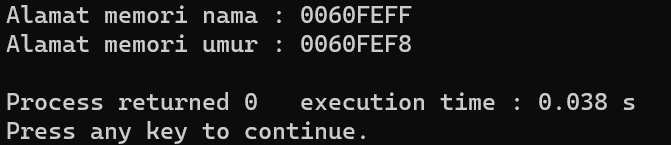 Alamat memori nama : 0060FEFF
Alamat memori umur : 0060FEF8
Process returned 0   execution time : 0.038 s
Press any key to continue.